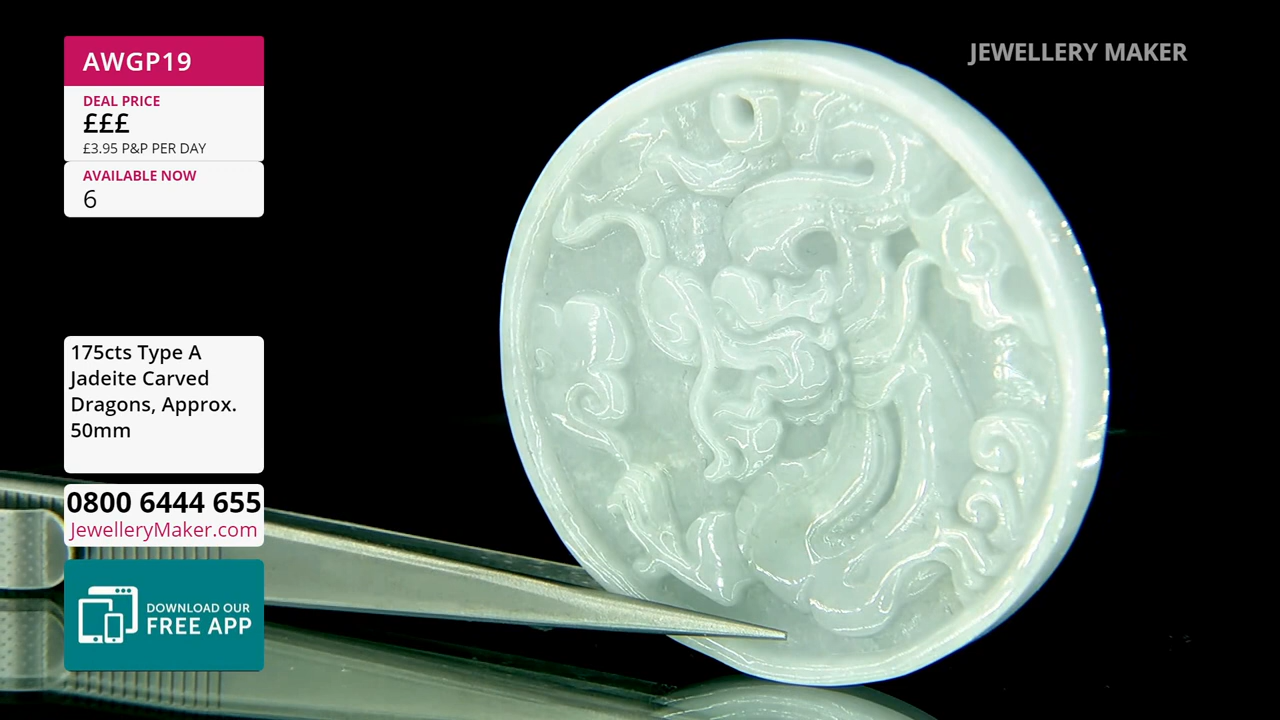 AWGP19
DEAL PRICE
£££
£3.95 P&P PER DAY
AVAILABLE NOW
6
175cts Type A
Jadeite Carved
Dragons, Approx.
50mm
0800 6444 655
JewelleryMaker.com
DOWNLOAD OUR
FREE APP
JEWELLERY MAKER